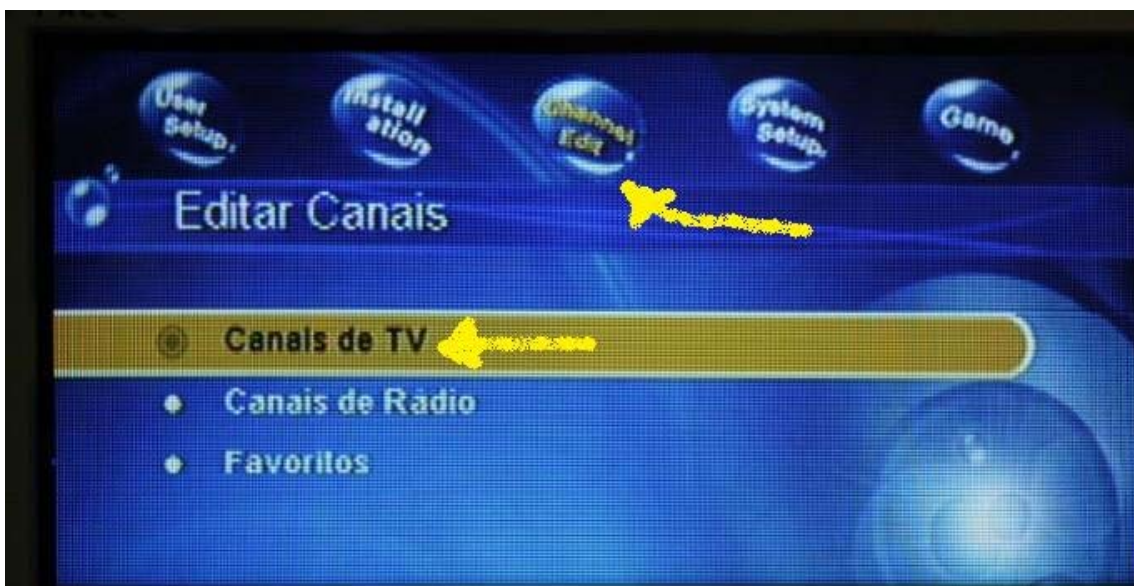 User
Setup.
Install
ation
Channel
Edit
System
Setup.
Game.
Editar Canais
Canais de TV
Canais de Rádio
Favoritos